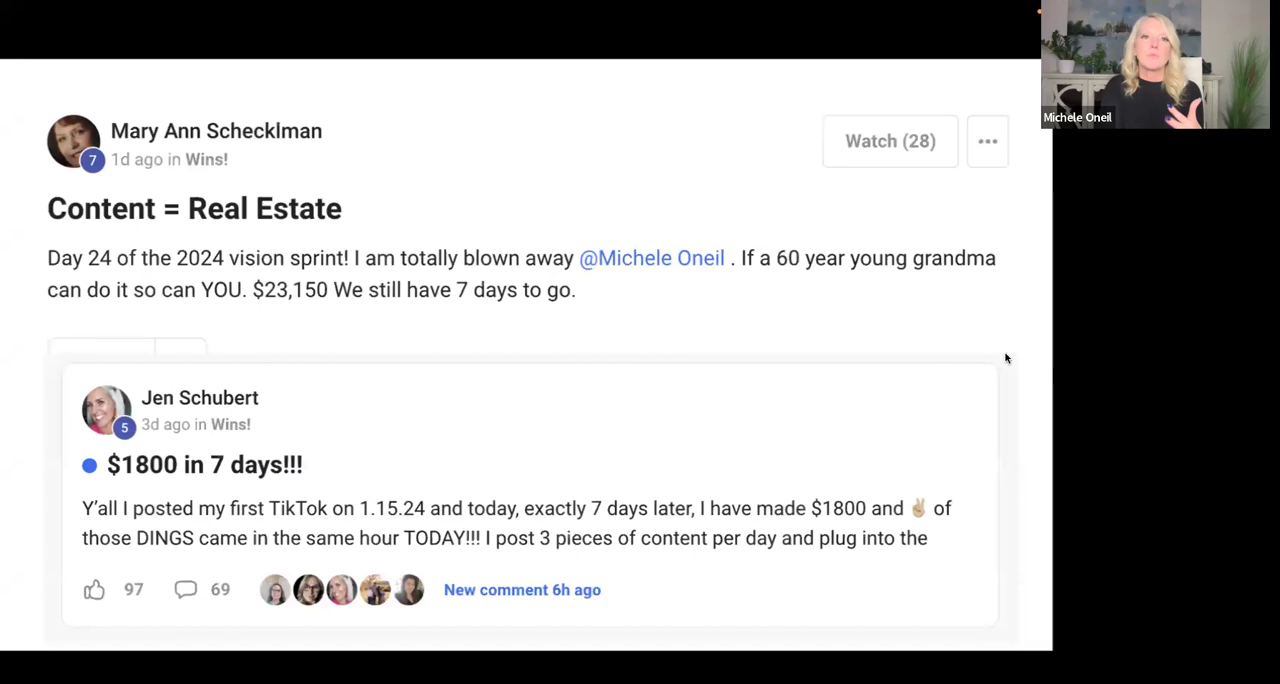 Michele Oneil
Mary Ann Schecklman
7
1d ago in Wins!
Watch (28)
Content = Real Estate
Day 24 of the 2024 vision sprint! I am totally blown away @Michele Oneil . If a 60 year young grandma
can do it so can YOU. $23,150 We still have 7 days to go.
Jen Schubert
5
3d ago in Wins!
$1800 in 7 days!!!
Y'all I posted my first TikTok on 1.15.24 and today, exactly 7 days later, I have made $1800 and ✌🏼 of
those DINGS came in the same hour TODAY!!! I post 3 pieces of content per day and plug into the
97
69
New comment 6h ago